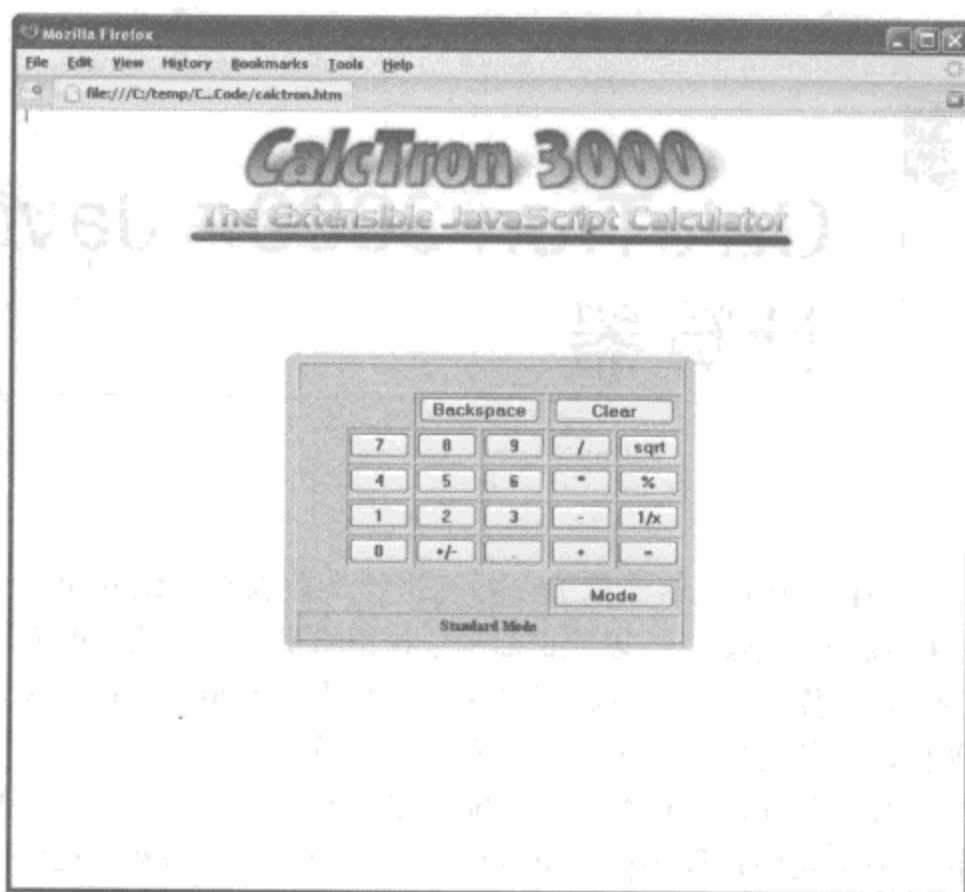 Mozilla Firefox
File Edit View History Bookmarks Tools Help
file:///C:/temp/C...Code/calctron.htm
CalcTron 3000
The Extensible JavaScript Calculator
Backspace Clear
7 8 9 / sqrt
4 5 6 * %
1 2 3 - 1/x
0 +/- . + =
Mode
Standard Mode